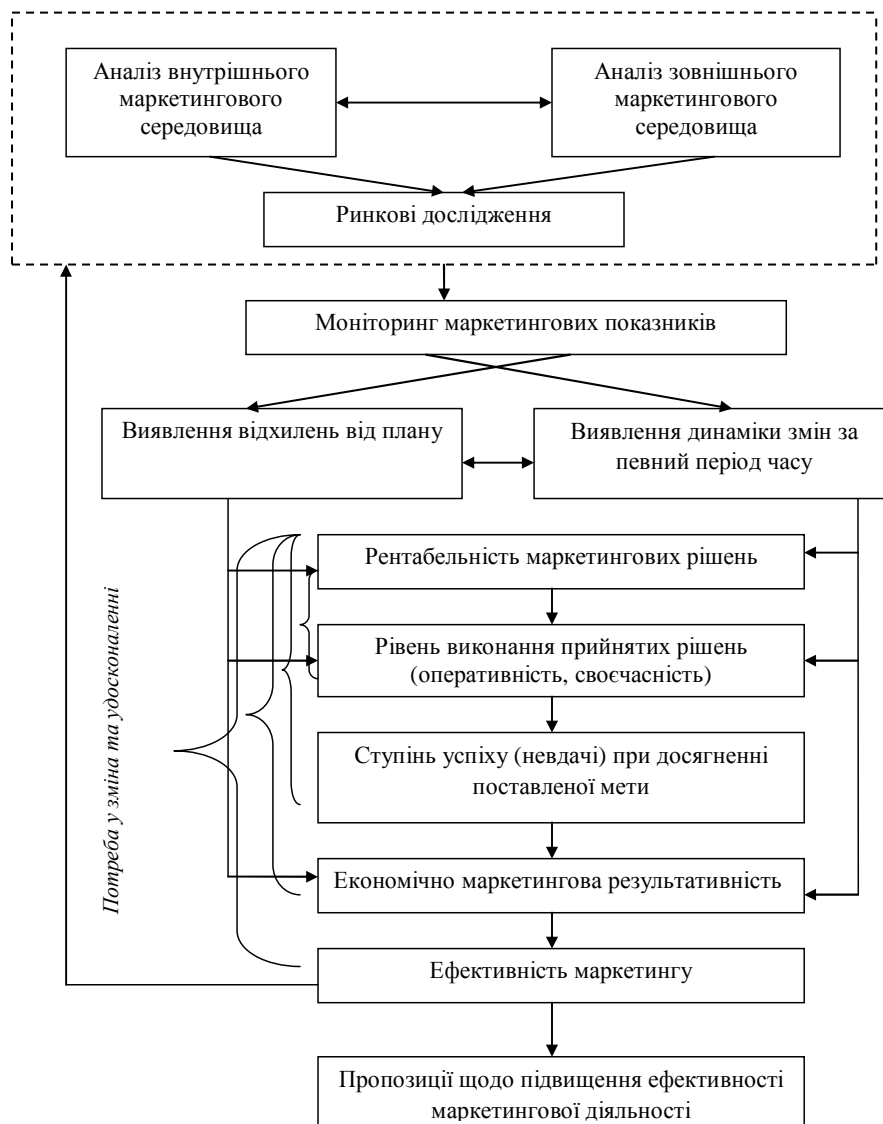 Аналіз внутрішнього
маркетингового
середовища
Аналіз зовнішнього
маркетингового
середовища
Ринкові дослідження
Моніторинг маркетингових показників
Виявлення відхилень від плану
Виявлення динаміки змін за
певний період часу
Потреба у зміна та удосконаленні
Рентабельність маркетингових рішень
Рівень виконання прийнятих рішень
(оперативність, своєчасність)
Ступінь успіху (невдачі) при досягненні
поставленої мети
Економічно маркетингова результативність
Ефективність маркетингу
Пропозиції щодо підвищення ефективності
маркетингової діяльності